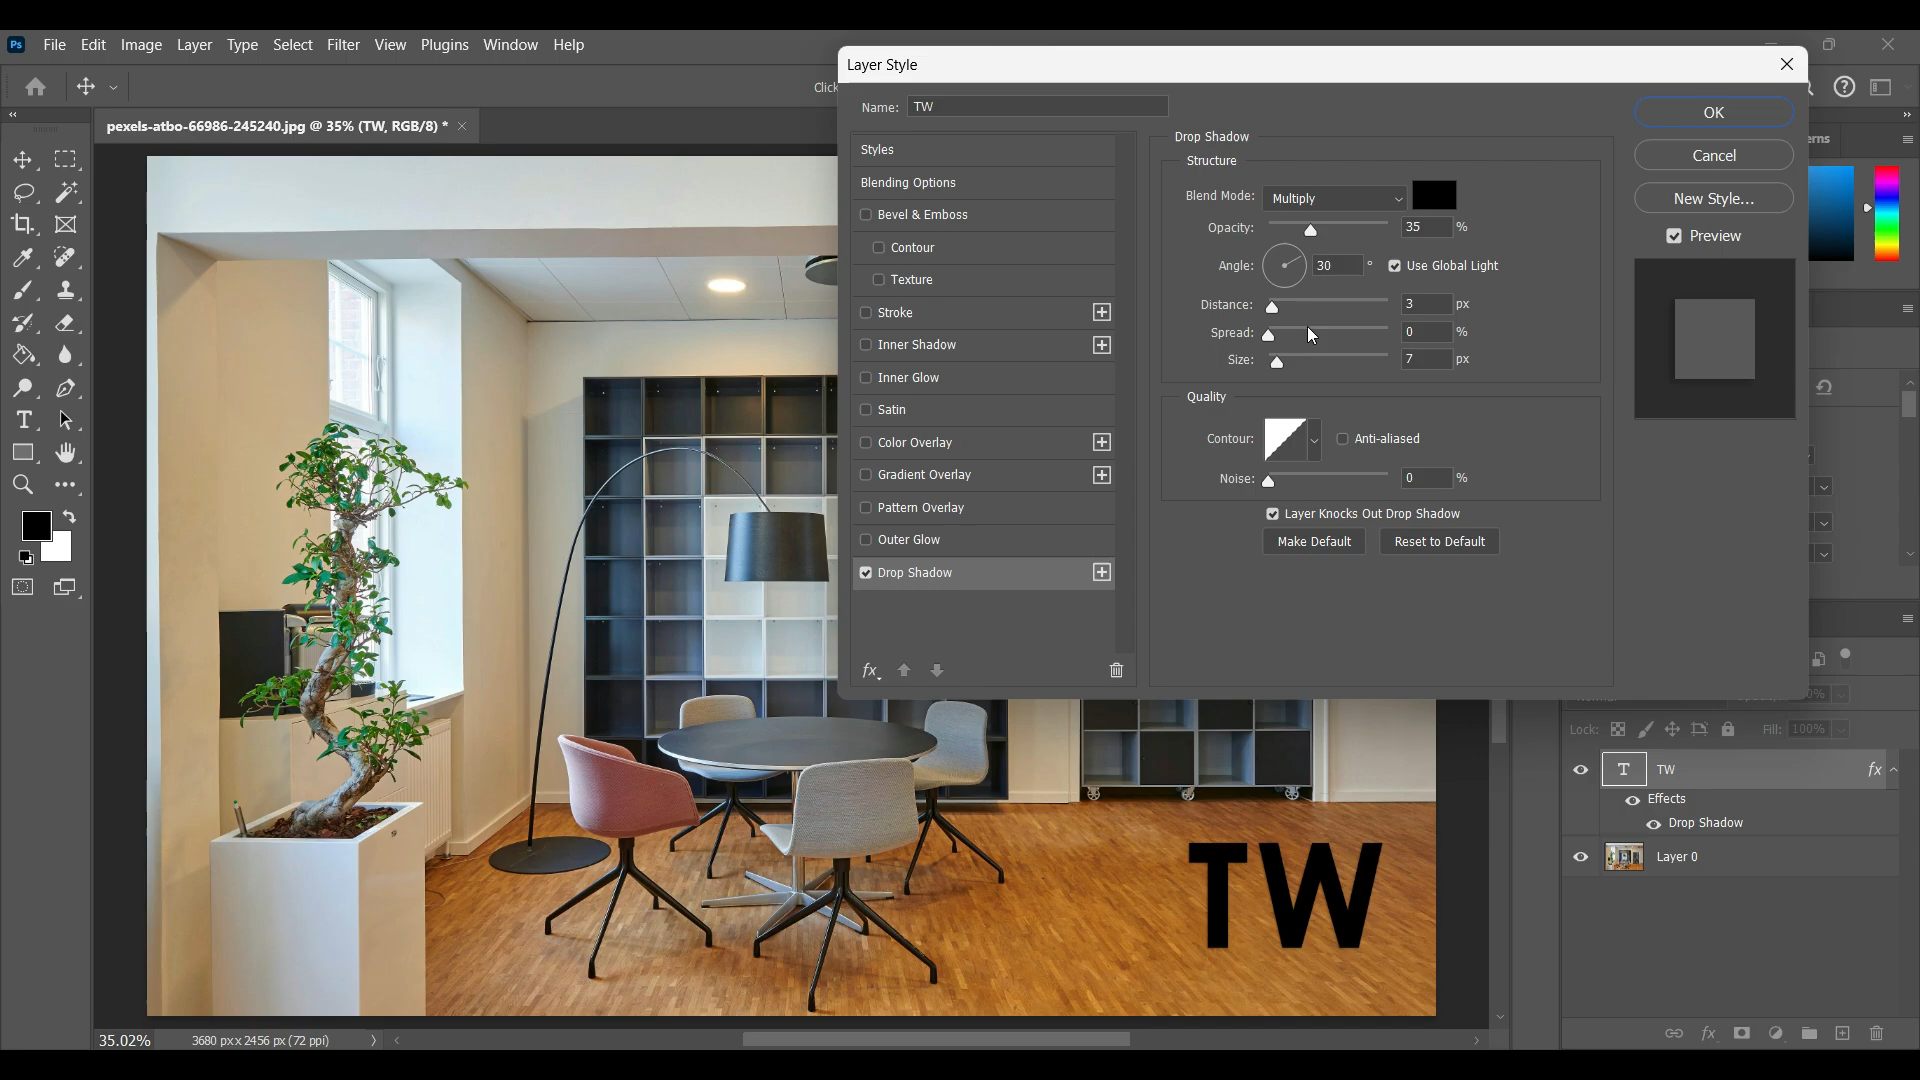 Ps File Edit Image Layer Type Select Filter View Plugins Window Help
Layer Style
Name: TW
pexels-atbo-66986-245240.jpg @ 35% (TW, RGB/8) *
Styles
Blending Options
Bevel & Emboss
Contour
Texture
Stroke
Inner Shadow
Inner Glow
Satin
Color Overlay
Gradient Overlay
Pattern Overlay
Outer Glow
Drop Shadow
fx
Drop Shadow
Structure
Blend Mode: Multiply
Opacity: 35 %
Angle: 30 ° Use Global Light
Distance: 3 px
Spread: 0 %
Size: 7 px
Quality
Contour: Anti-aliased
Noise: 0 %
Layer Knocks Out Drop Shadow
Make Default Reset to Default
OK
Cancel
New Style...
Preview
Lock: Fill: 100%
T TW fx
Effects
Drop Shadow
Layer 0
fx
TW
35.02% 3680 px x 2456 px (72 ppi)